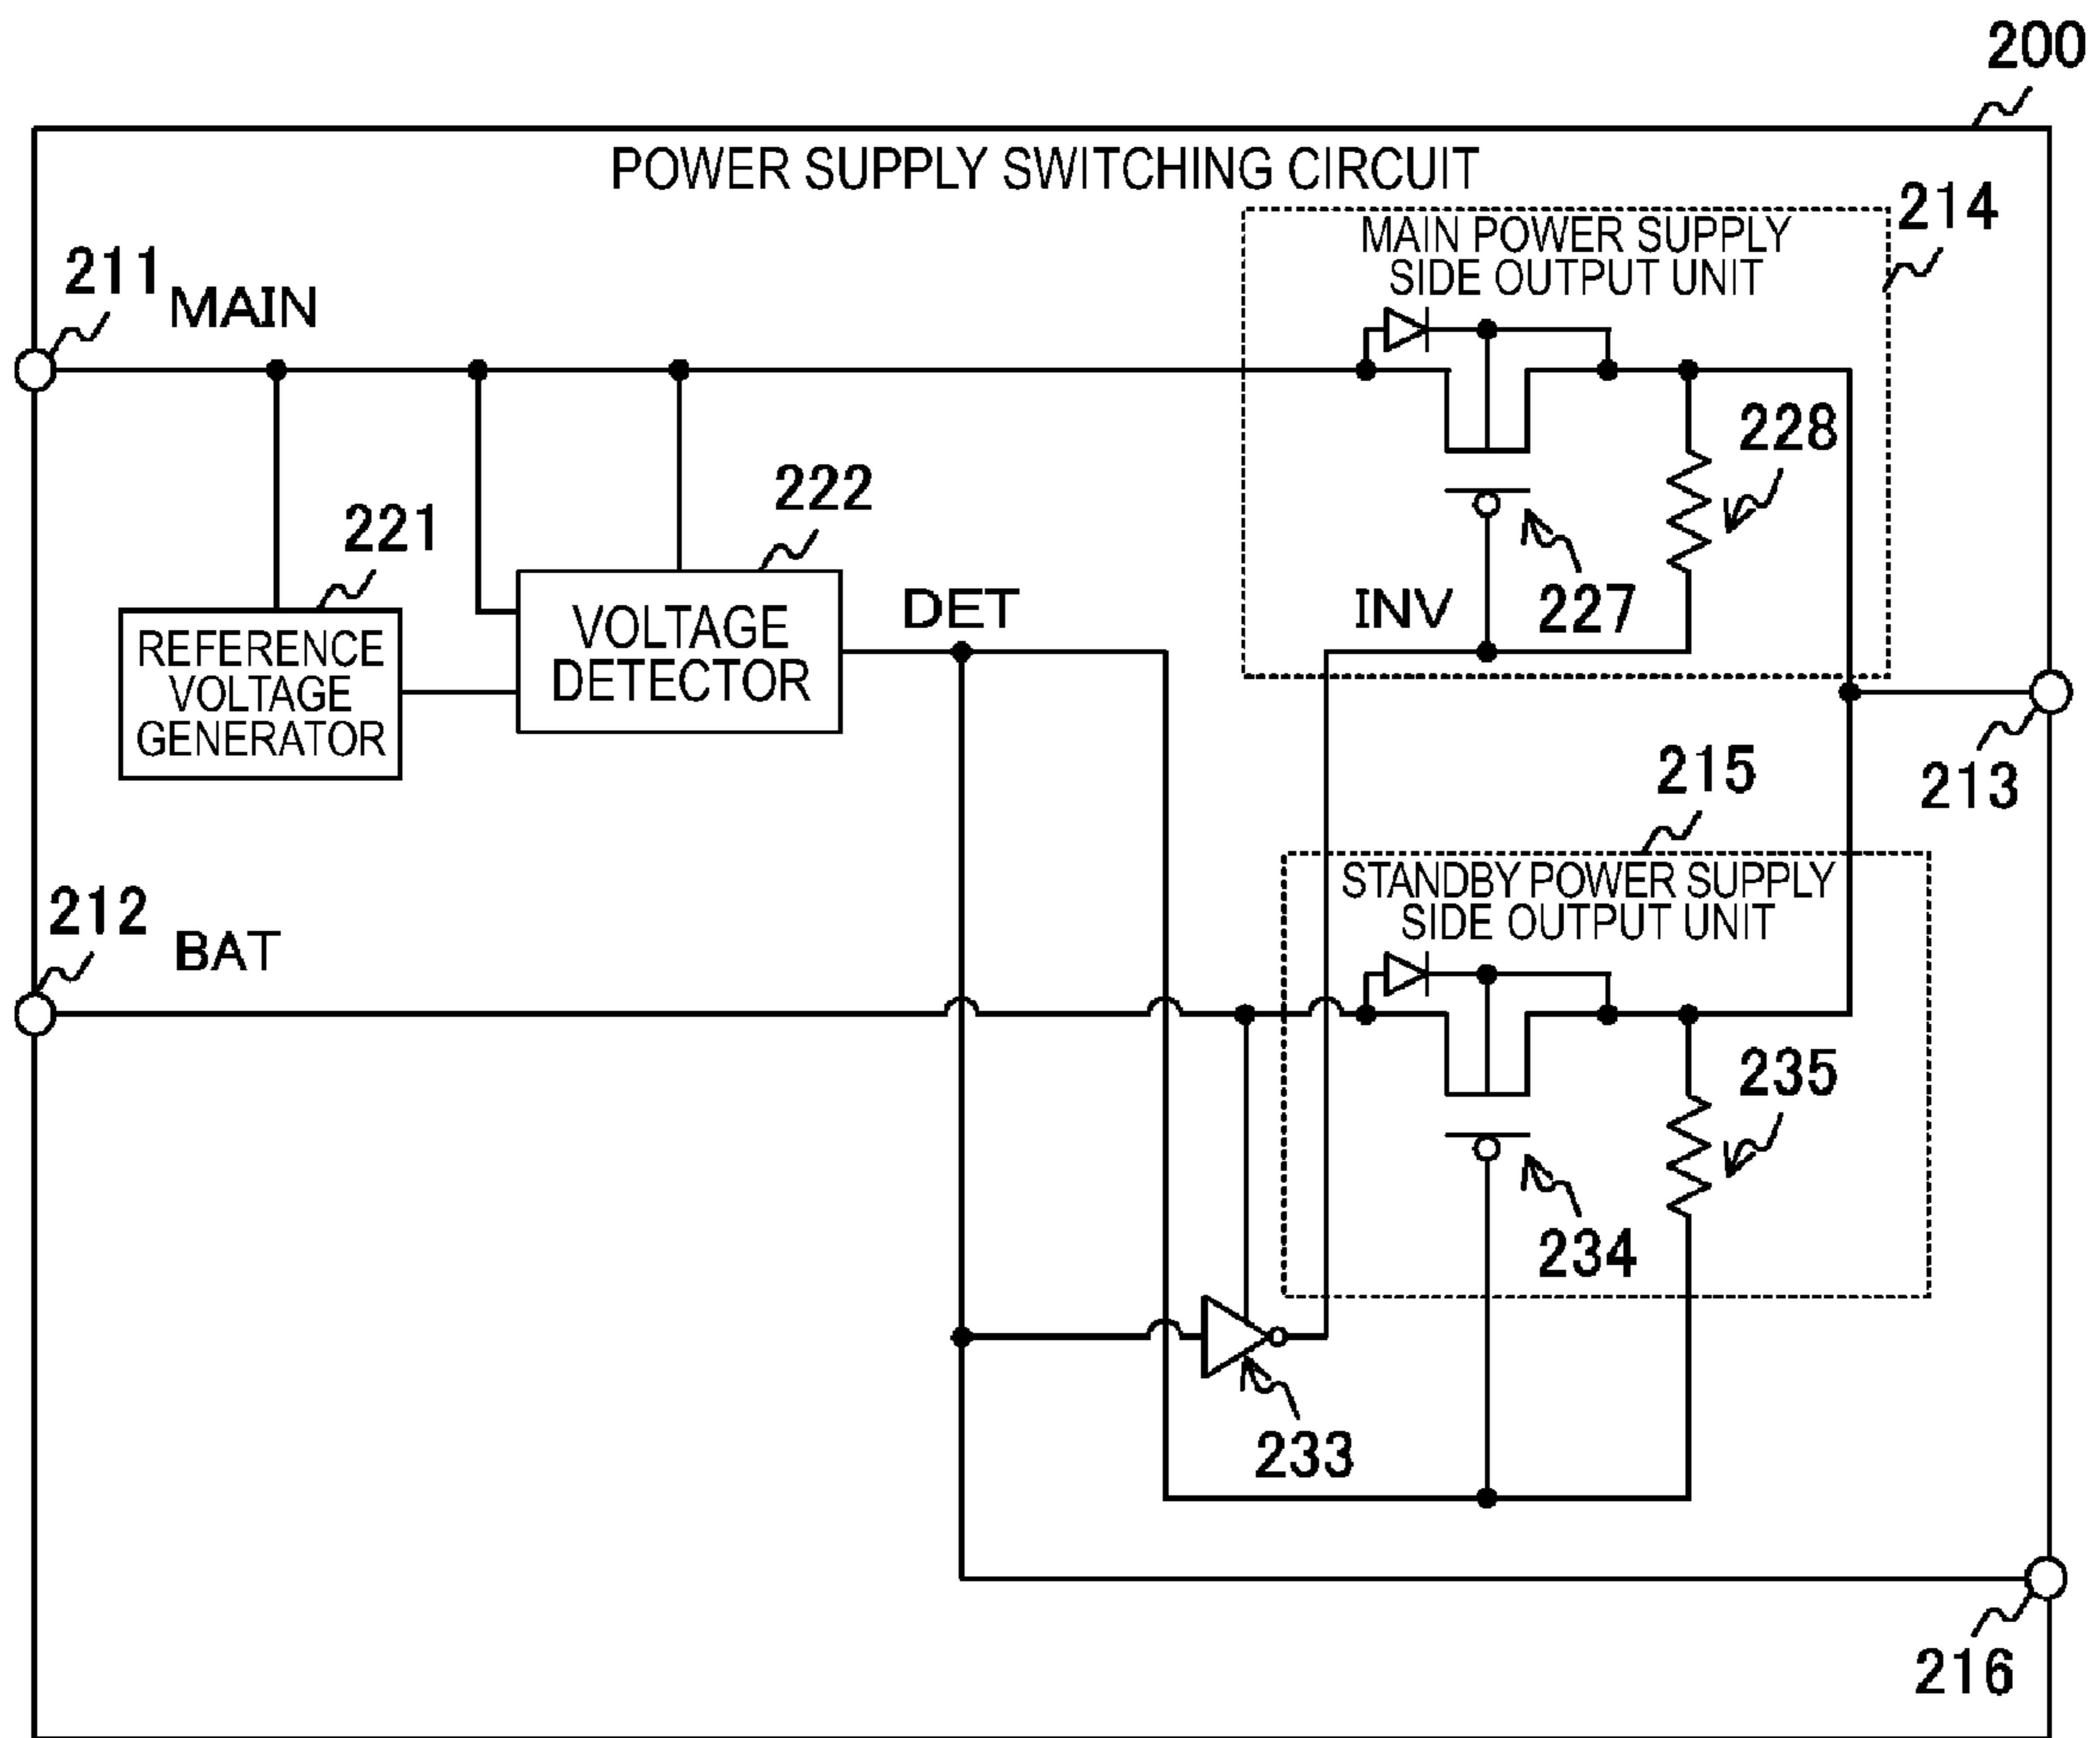 200
POWER SUPPLY SWITCHING CIRCUIT
214
MAIN POWER SUPPLY
SIDE OUTPUT UNIT
211
MAIN
228
222
221
227
INV
DET
VOLTAGE
DETECTOR
REFERENCE
VOLTAGE
GENERATOR
213
215
STANDBY POWER SUPPLY
SIDE OUTPUT UNIT
212
BAT
235
234
233
216